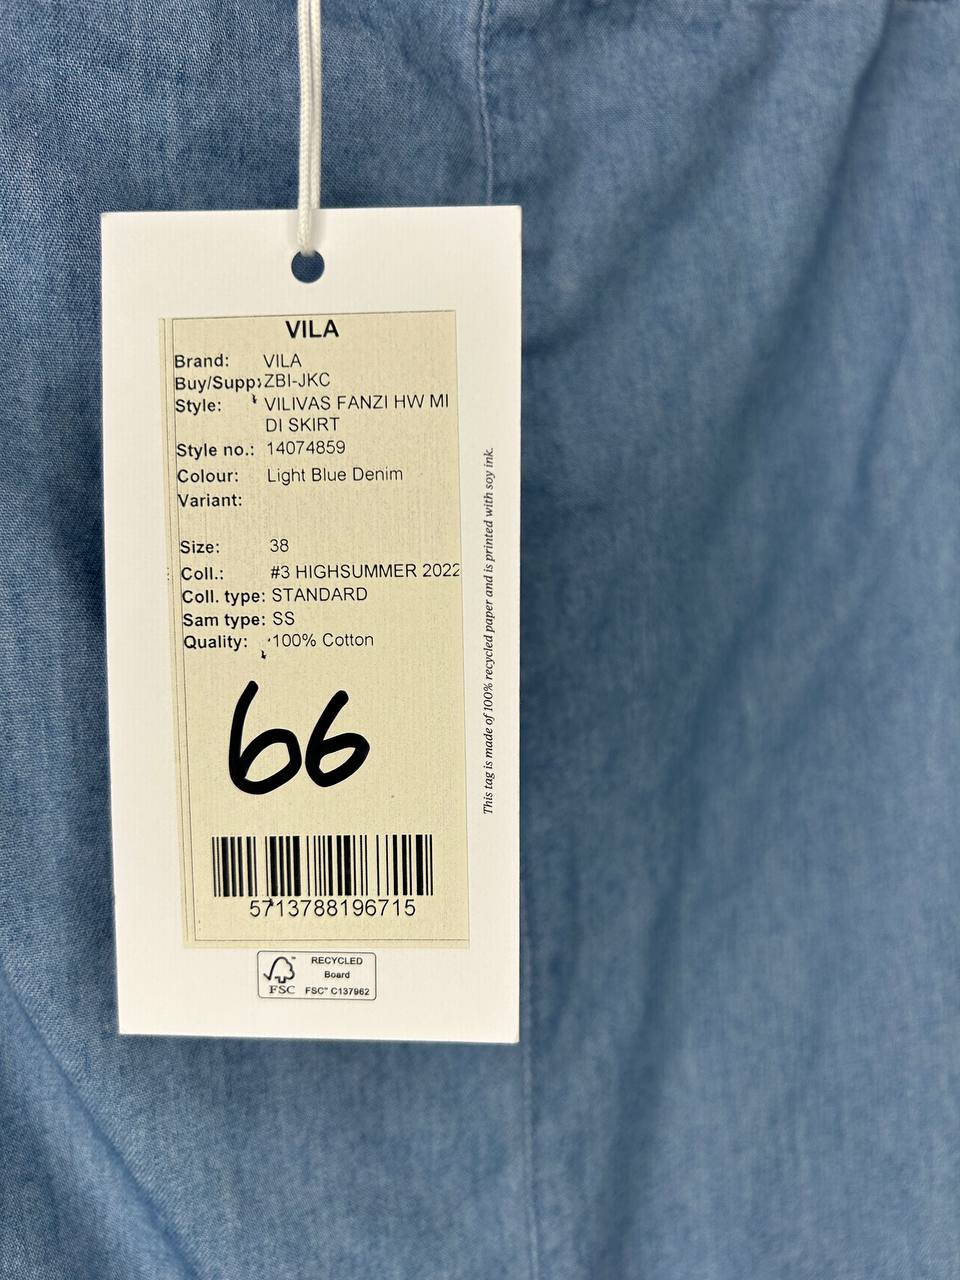 VILA
Brand: VILA
Buy/Supp: ZBI-JKC
Style: VILIVAS FANZI HW MI
DI SKIRT
Style no.: 14074859
Colour: Light Blue Denim
Variant:
Size: 38
Coll.: #3 HIGHSUMMER 2022
Coll. type: STANDARD
Sam type: SS
Quality: 100% Cotton
66
5713788196715
This tag is made of 100% recycled paper and is printed with soy ink.
FSC
RECYCLED
Board
FSC™ C137962